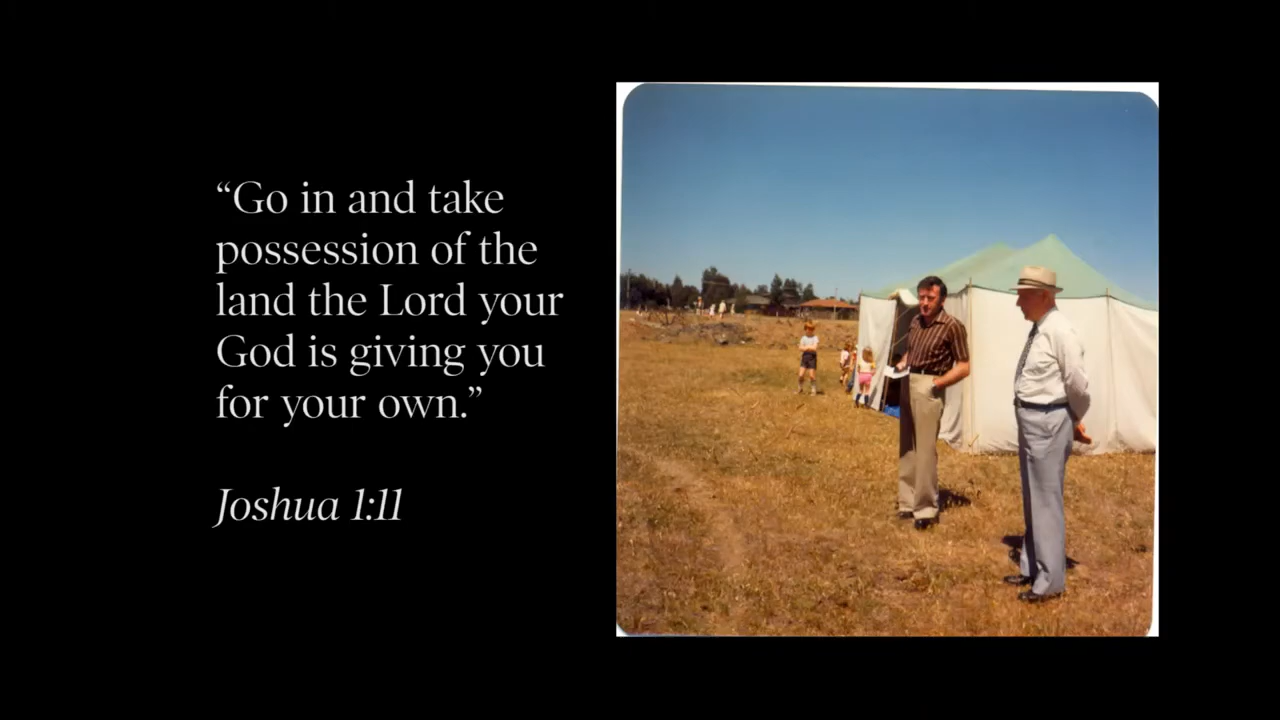 “Go in and take
possession of the
land the Lord your
God is giving you
for your own.”
Joshua 1:11